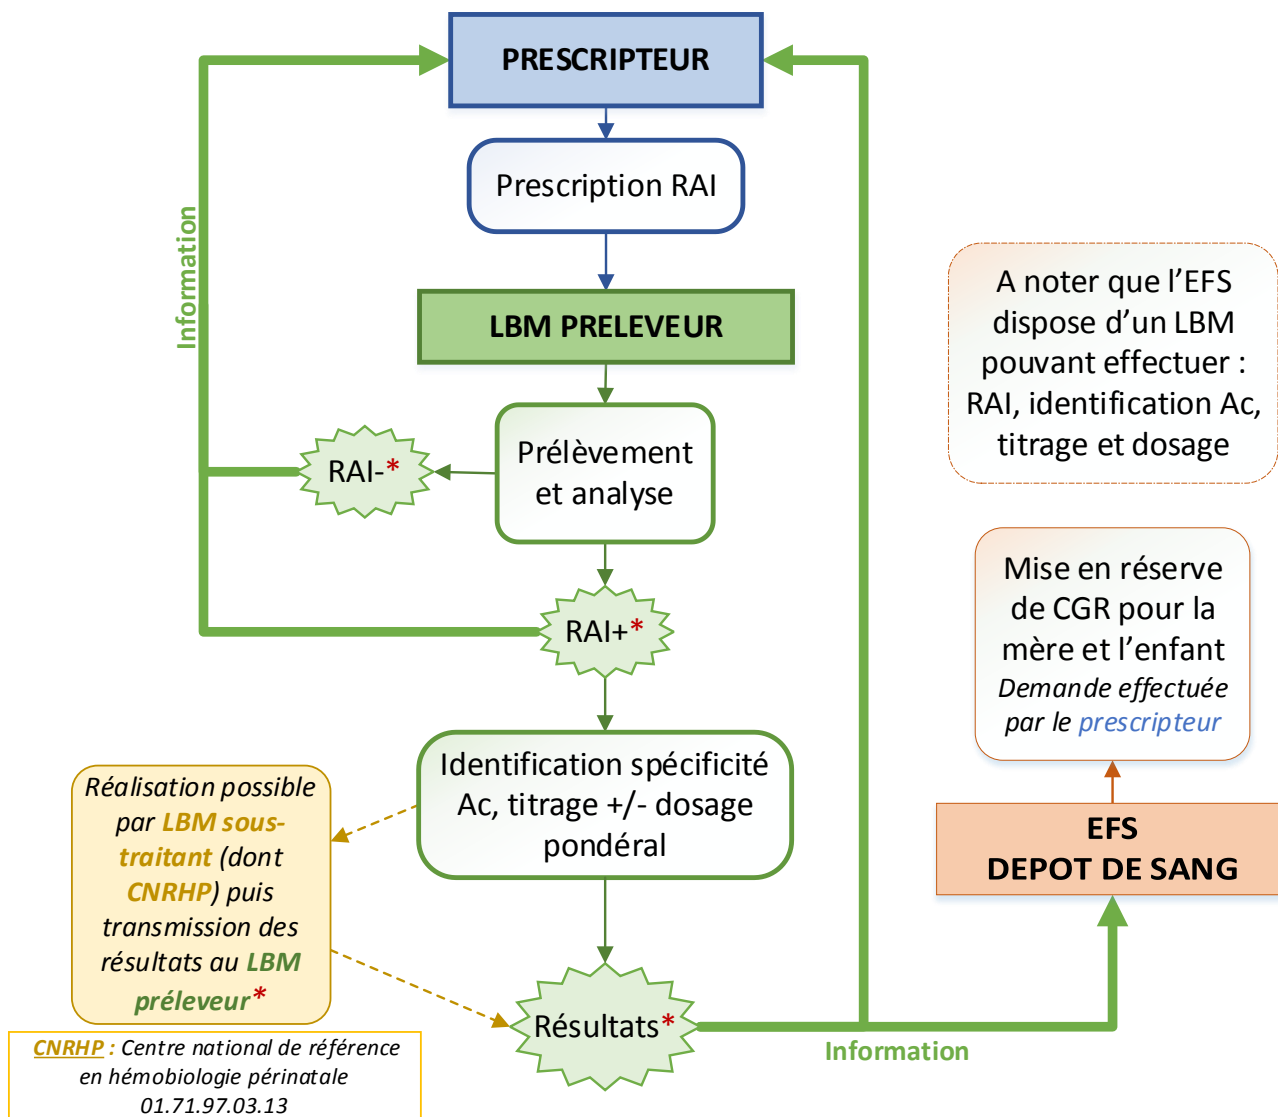 PRESCRIPTEUR
Prescription RAI
Information
LBM PRELEVEUR
Prélèvement
et analyse
RAI-*
RAI+*
Identification spécificité
Ac, titrage +/- dosage
pondéral
Réalisation possible
par LBM sous-
traitant (dont
CNRHP) puis
transmission des
résultats au LBM
préleveur*
CNRHP : Centre national de référence
en hémobiologie périnatale
01.71.97.03.13
Résultats*
Information
A noter que l’EFS
dispose d’un LBM
pouvant effectuer :
RAI, identification Ac,
titrage et dosage
Mise en réserve
de CGR pour la
mère et l’enfant
Demande effectuée
par le prescripteur
EFS
DEPOT DE SANG